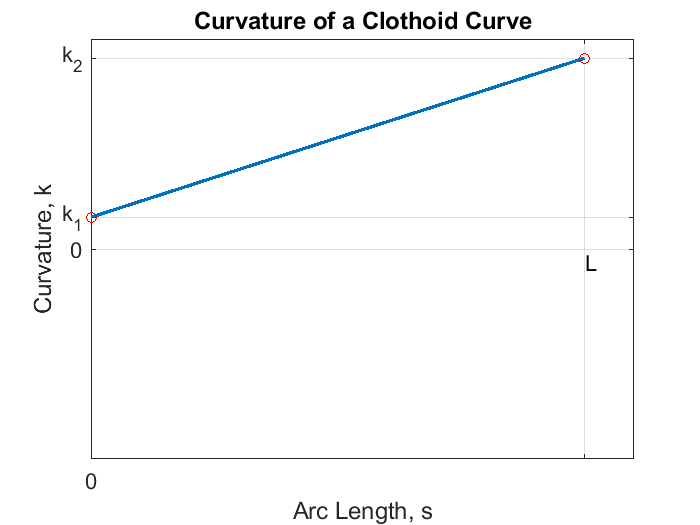 Curvature of a Clothoid Curve
k₂
k₁
0
Curvature, k
L
0
Arc Length, s